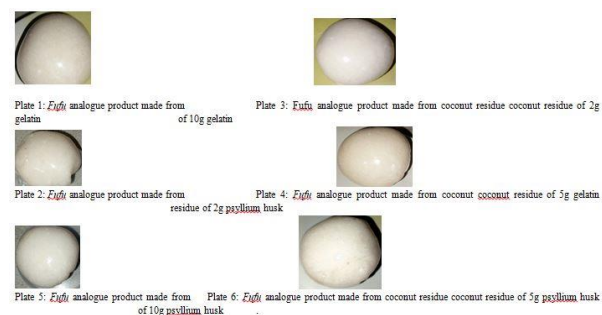 Plate 1: Fufu analogue product made from Plate 3: Fufu analogue product made from coconut residue coconut residue of 2g
gelatin of 10g gelatin
Plate 2: Fufu analogue product made from Plate 4: Fufu analogue product made from coconut coconut residue of 5g gelatin
residue of 2g psyllium husk
Plate 5: Fufu analogue product made from Plate 6: Fufu analogue product made from coconut residue coconut residue of 5g psyllium husk
of 10g psyllium husk .